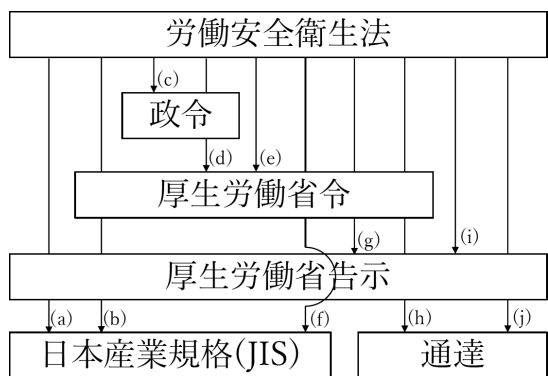 労働安全衛生法
(c)
政令
(d)
(e)
厚生労働省令
(g)
(i)
厚生労働省告示
(a)
(b)
(f)
(h)
(j)
日本産業規格(JIS)
通達